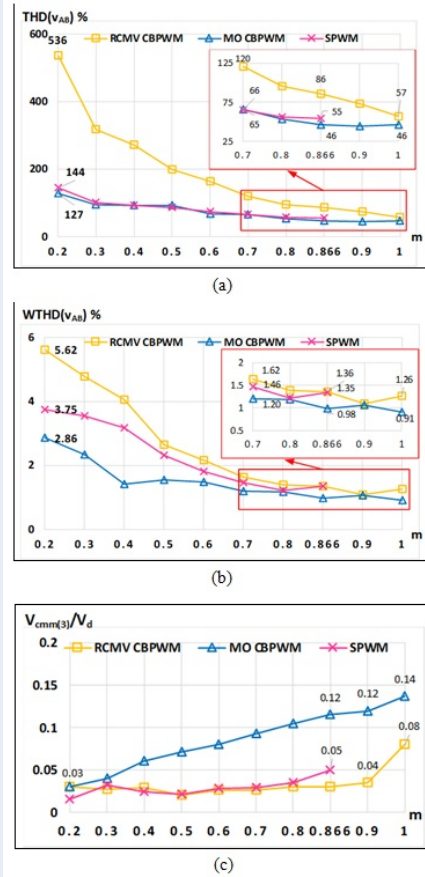 THD(vAB) %
600
RCMV CBPWM MO CBPWM SPWM
536
125
120
86
400
75
66
57
55
65
46
46
25
0.7 0.8 0.866 0.9 1
200
144
127
0
m
0.2 0.3 0.4 0.5 0.6 0.7 0.8 0.866 0.9 1
(a)
WTHD(vAB) %
6
RCMV CBPWM MO CBPWM SPWM
5.62
2
1.62
1.36
1.26
1.5
1.46
1.35
1
1.20
0.98
0.91
0.5
0.7 0.8 0.866 0.9 1
4
3.75
2.86
2
0
m
0.2 0.3 0.4 0.5 0.6 0.7 0.8 0.866 0.9 1
(b)
Vcmm(3)/Vd
0.2
RCMV CBPWM MO CBPWM SPWM
0.15
0.14
0.12 0.12
0.1
0.08
0.05
0.05
0.04
0.03
0
m
0.2 0.3 0.4 0.5 0.6 0.7 0.8 0.866 0.9 1
(c)